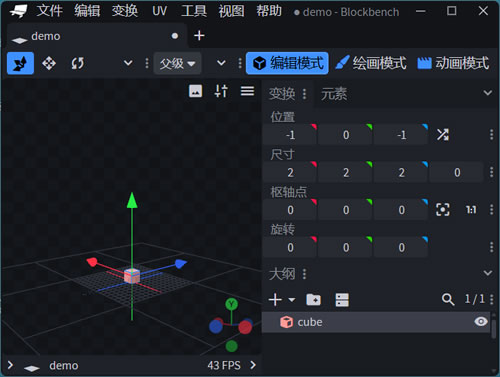 文件 编辑 变换 UV 工具 视图 帮助 demo - Blockbench
demo
父级 编辑模式 绘画模式 动画模式
变换 元素
位置
-1 0 -1
尺寸
2 2 2 0
枢轴点
0 0 0 1:1
旋转
0 0 0
大纲
1 / 1
cube
Y
demo 43 FPS